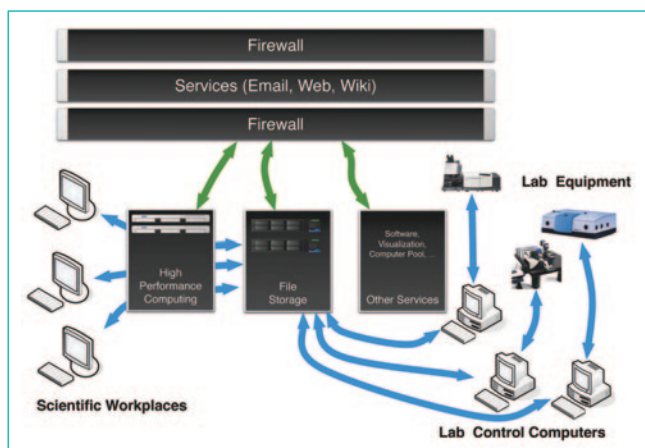 Firewall
Services (Email, Web, Wiki)
Firewall
Lab Equipment
High
Performance
Computing
File
Storage
Software,
Visualization,
Computer Pool, ...
Other Services
Scientific Workplaces
Lab Control Computers